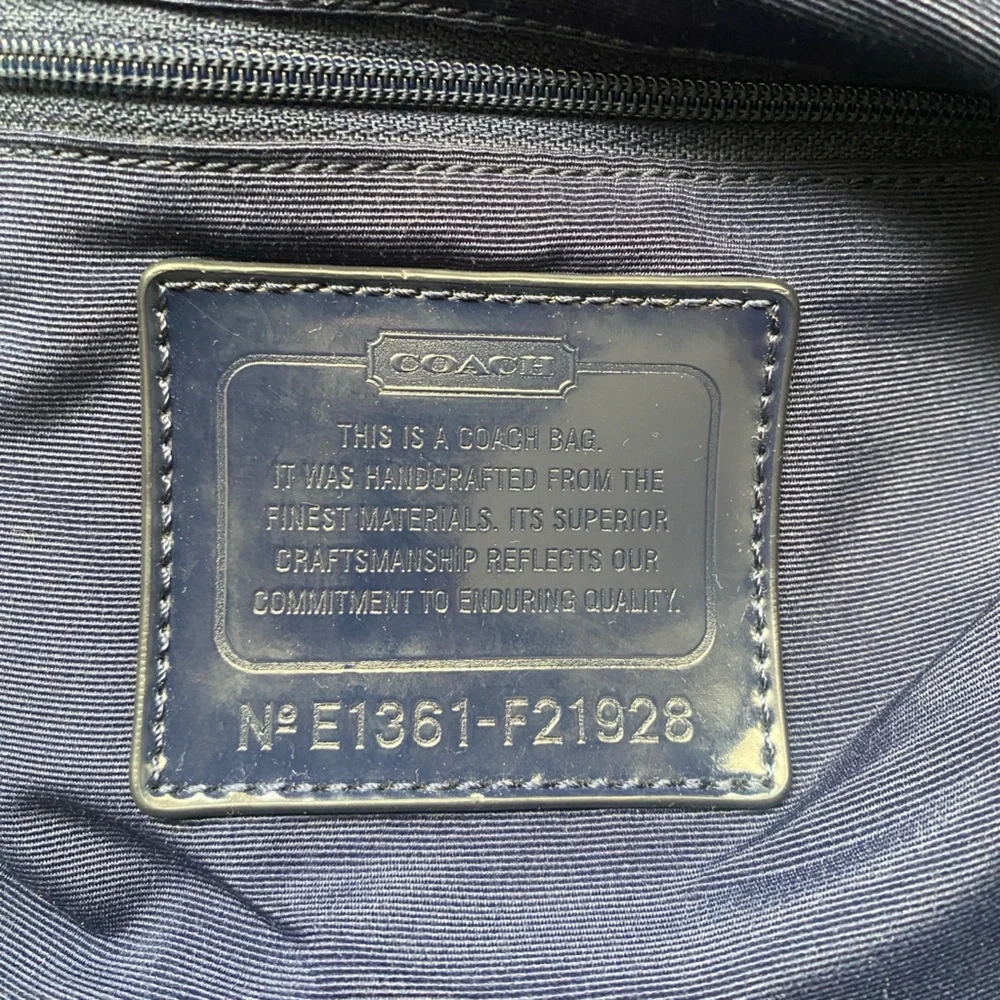 COACH
THIS IS A COACH BAG.
IT WAS HANDCRAFTED FROM THE
FINEST MATERIALS. ITS SUPERIOR
CRAFTSMANSHIP REFLECTS OUR
COMMITMENT TO ENDURING QUALITY.
Nº E1361-F21928